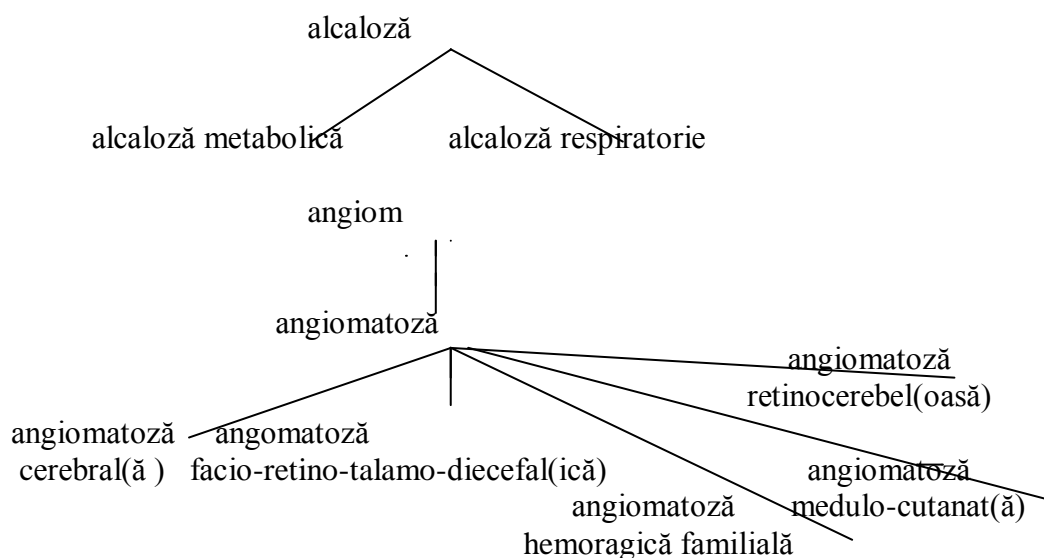 alcaloză
alcaloză metabolică
alcaloză respiratorie
angiom
angiomatoză
angiomatoză
retinocerebel(oasă)
angiomatoză
cerebral(ă )
angomatoză
facio-retino-talamo-diecefal(ică)
angiomatoză
medulo-cutanat(ă)
angiomatoză
hemoragică familială